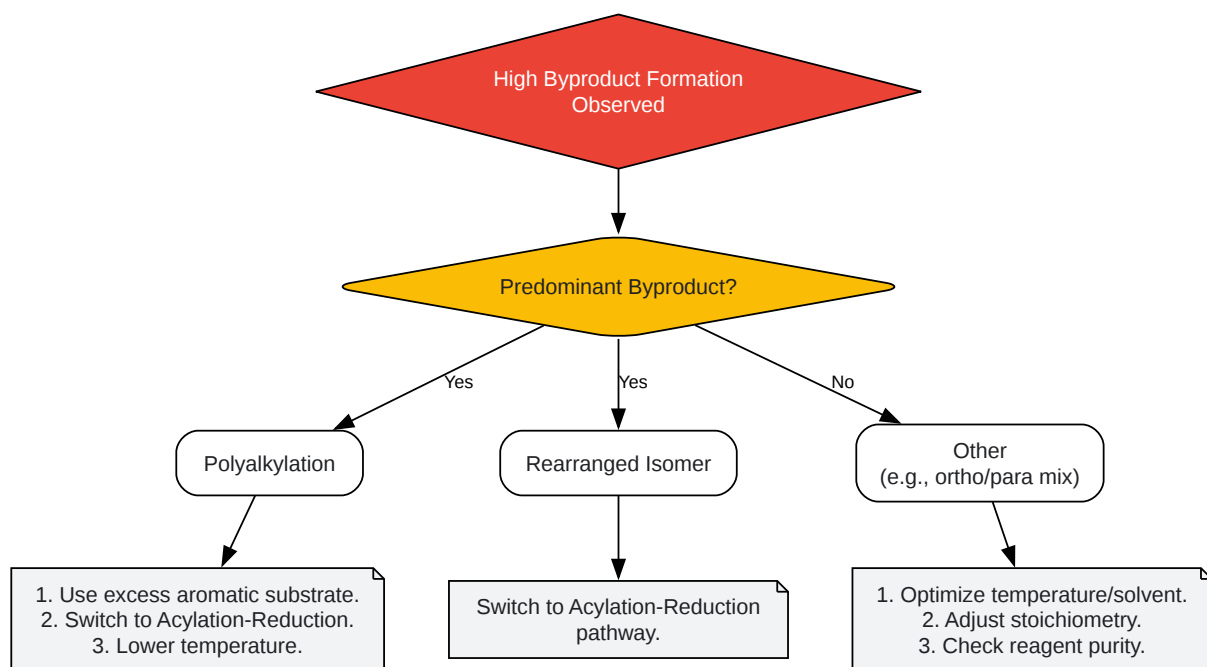 High Byproduct Formation
Observed
Predominant Byproduct?
Yes
Yes
No
Polyalkylation
Rearranged Isomer
Other
(e.g., ortho/para mix)
1. Use excess aromatic substrate.
2. Switch to Acylation-Reduction.
3. Lower temperature.
Switch to Acylation-Reduction
pathway.
1. Optimize temperature/solvent.
2. Adjust stoichiometry.
3. Check reagent purity.